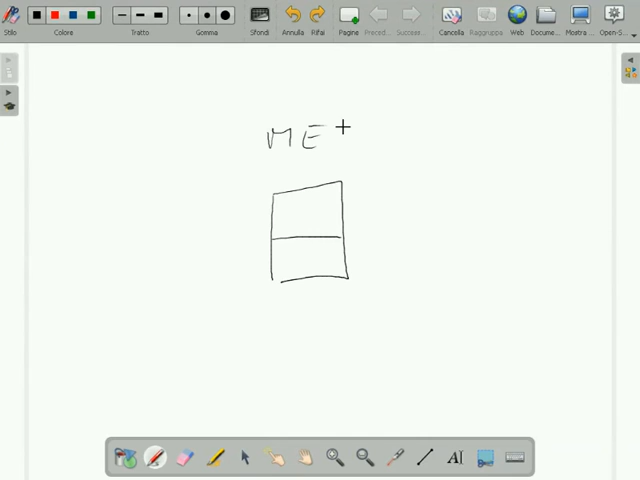 Stilo Colore Tratto Gomma Sfondi Annulla Rifai Pagine Preced... Success... Cancella Raggruppa Web Docume... Mostra ... Open-S...
ME
AI